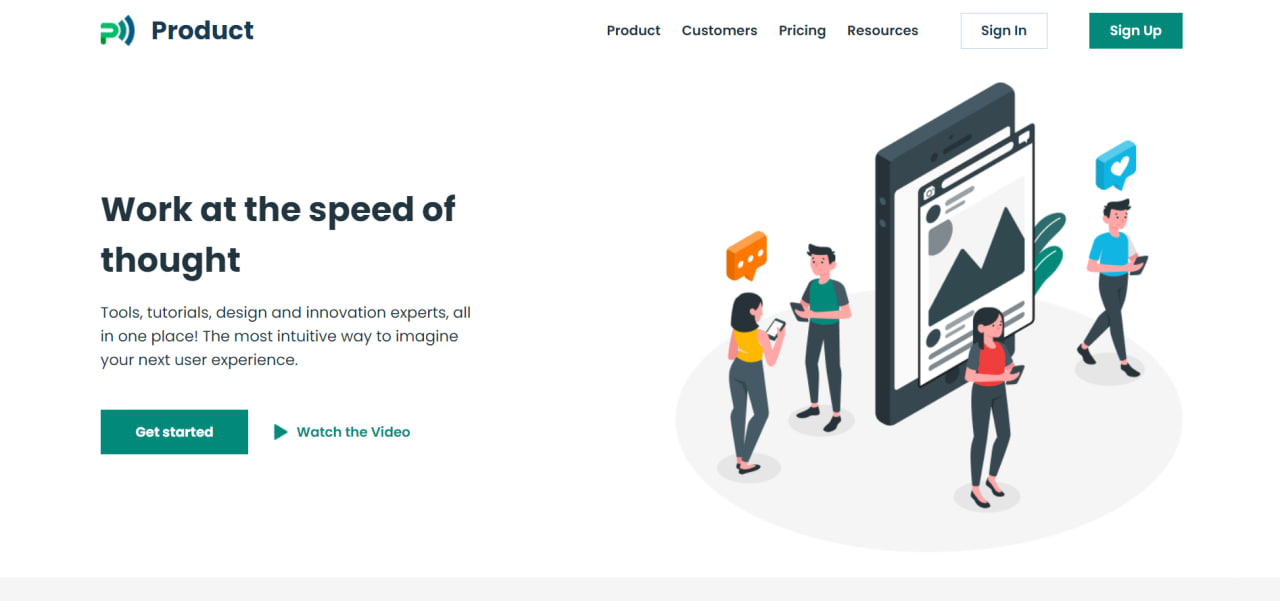 Product
Product Customers Pricing Resources Sign In Sign Up
Work at the speed of
thought
Tools, tutorials, design and innovation experts, all
in one place! The most intuitive way to imagine
your next user experience.
Get started Watch the Video